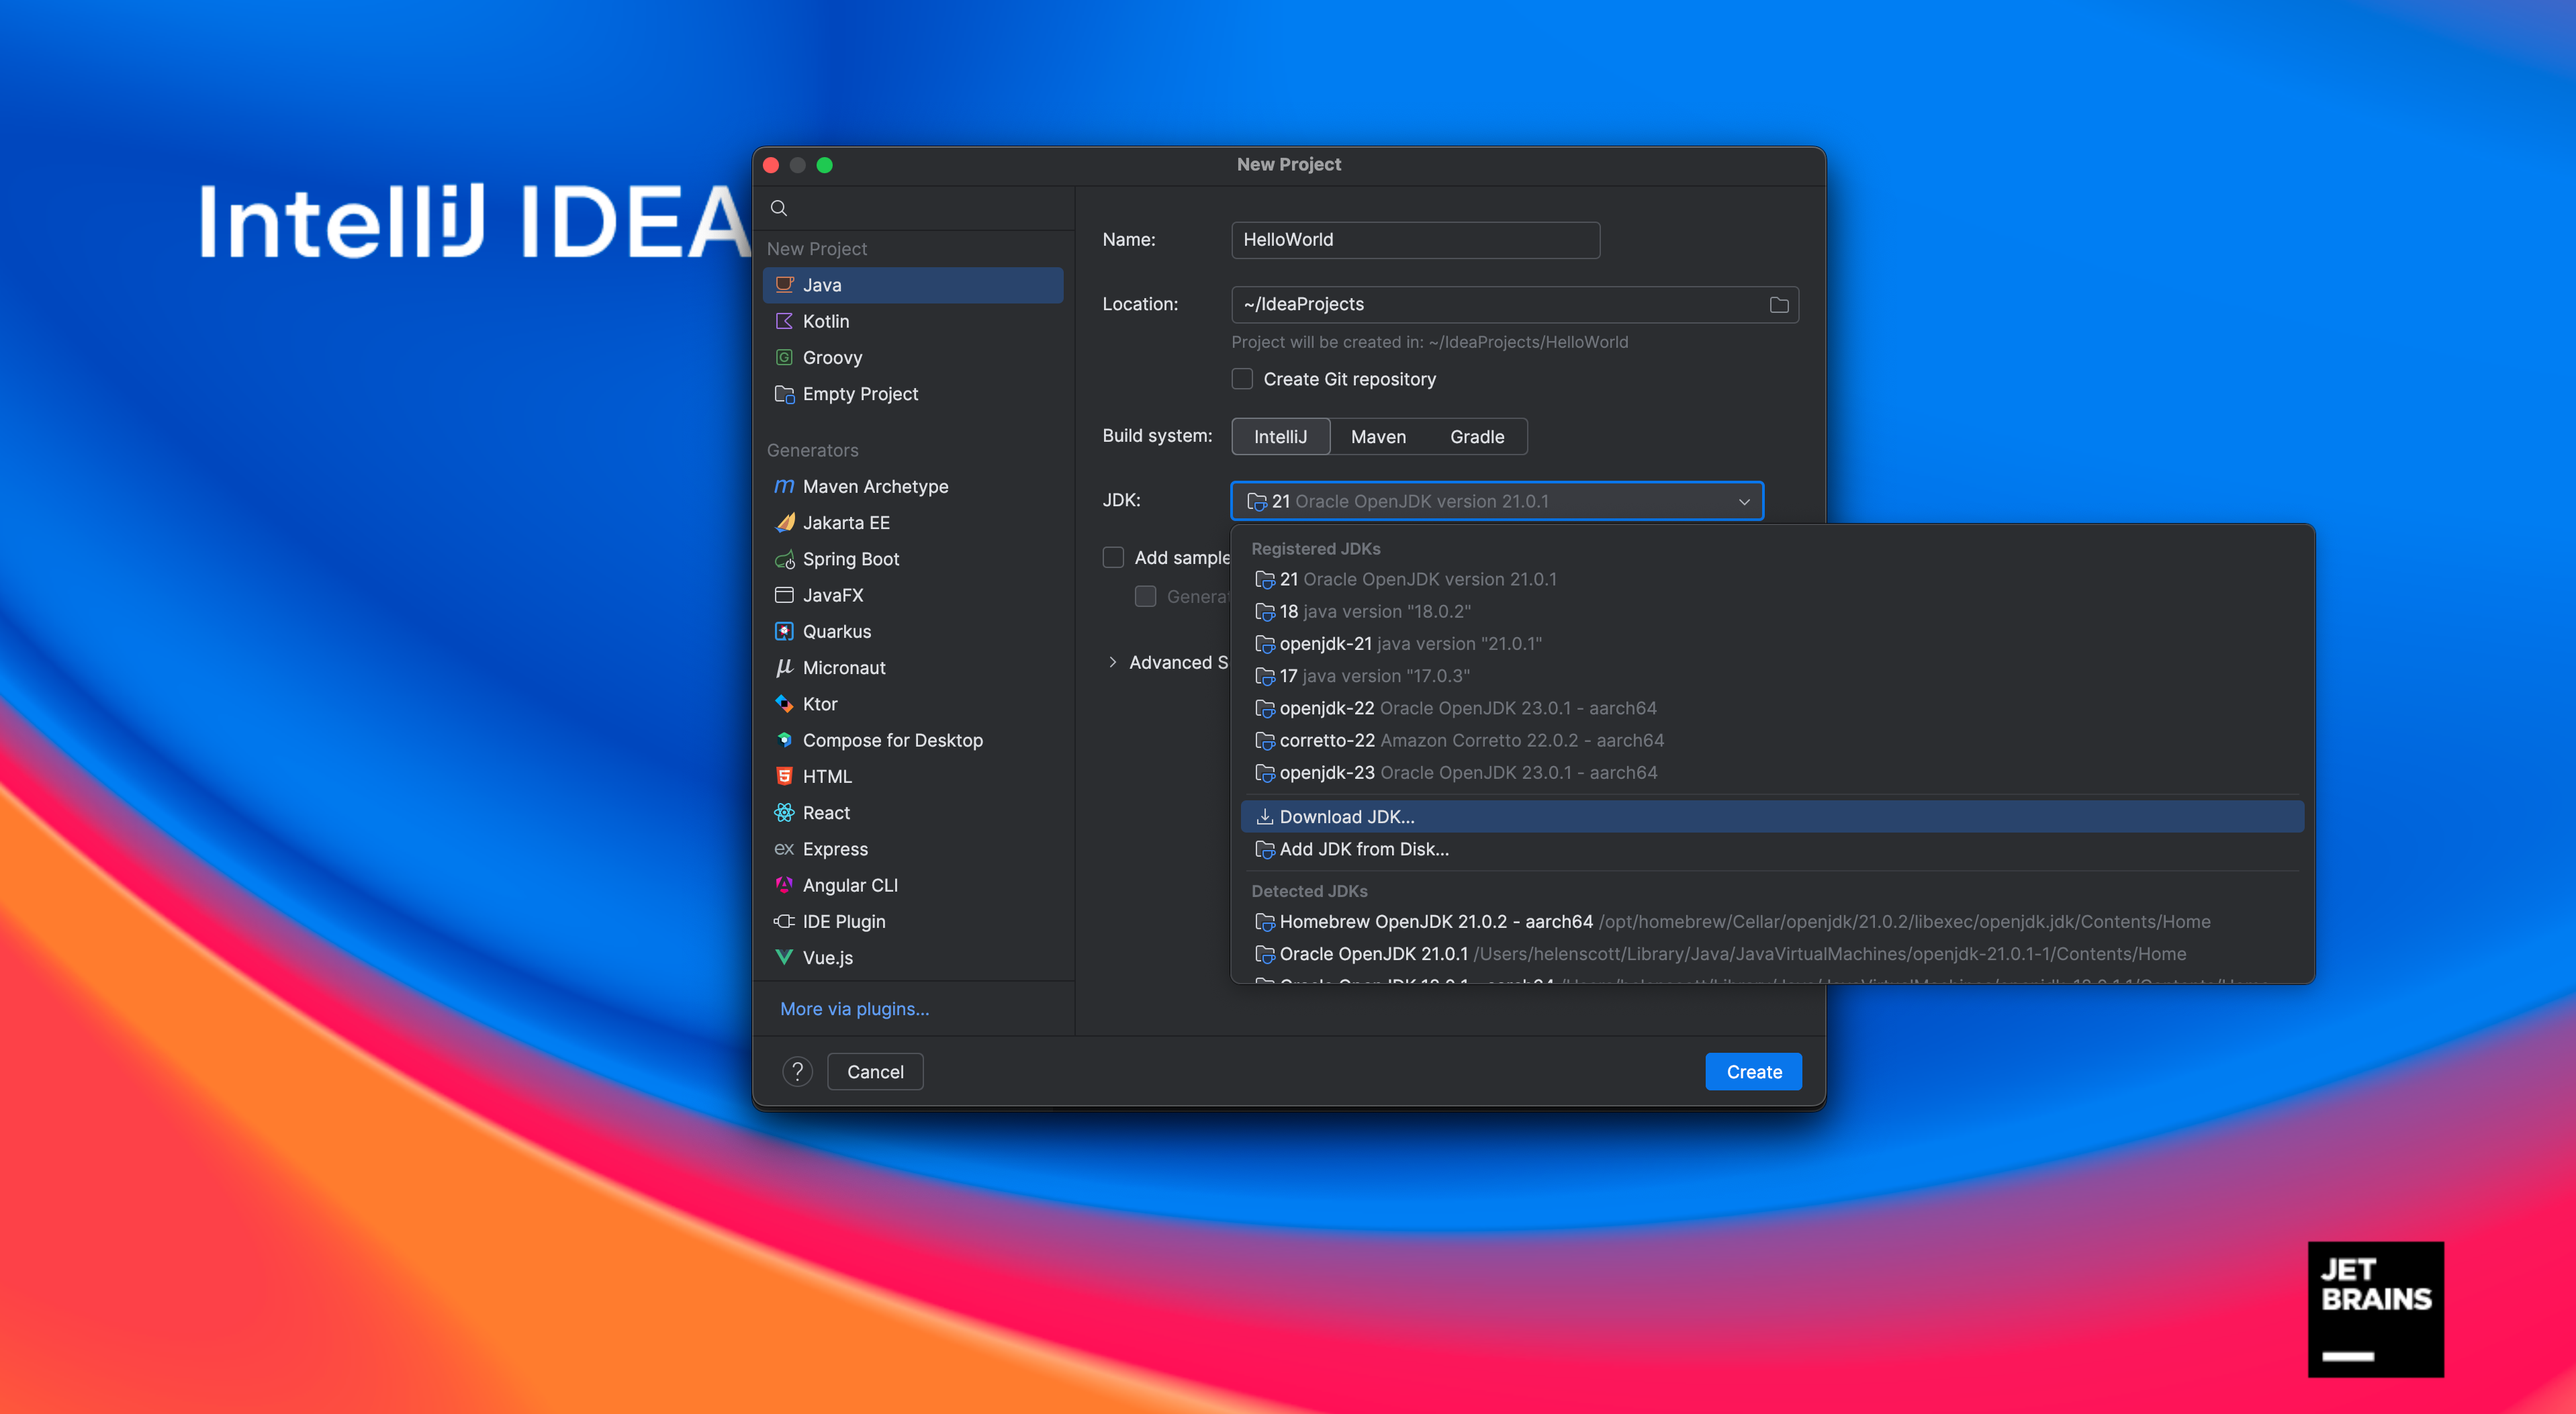 IntelliJ IDEA
New Project
New Project
Java
Kotlin
Groovy
Empty Project
Generators
m Maven Archetype
Jakarta EE
Spring Boot
JavaFX
Quarkus
μ Micronaut
Ktor
Compose for Desktop
HTML
React
ex Express
Angular CLI
IDE Plugin
Vue.js
More via plugins...
Name: HelloWorld
Location: ~/IdeaProjects
Project will be created in: ~/IdeaProjects/HelloWorld
Create Git repository
Build system: IntelliJ Maven Gradle
JDK: 21 Oracle OpenJDK version 21.0.1
Add sample
Generat
Advanced S
Registered JDKs
21 Oracle OpenJDK version 21.0.1
18 java version "18.0.2"
openjdk-21 java version "21.0.1"
17 java version "17.0.3"
openjdk-22 Oracle OpenJDK 23.0.1 - aarch64
corretto-22 Amazon Corretto 22.0.2 - aarch64
openjdk-23 Oracle OpenJDK 23.0.1 - aarch64
Download JDK...
Add JDK from Disk...
Detected JDKs
Homebrew OpenJDK 21.0.2 - aarch64 /opt/homebrew/Cellar/openjdk/21.0.2/libexec/openjdk.jdk/Contents/Home
Oracle OpenJDK 21.0.1 /Users/helenscott/Library/Java/JavaVirtualMachines/openjdk-21.0.1-1/Contents/Home
? Cancel
Create
JET
BRAINS